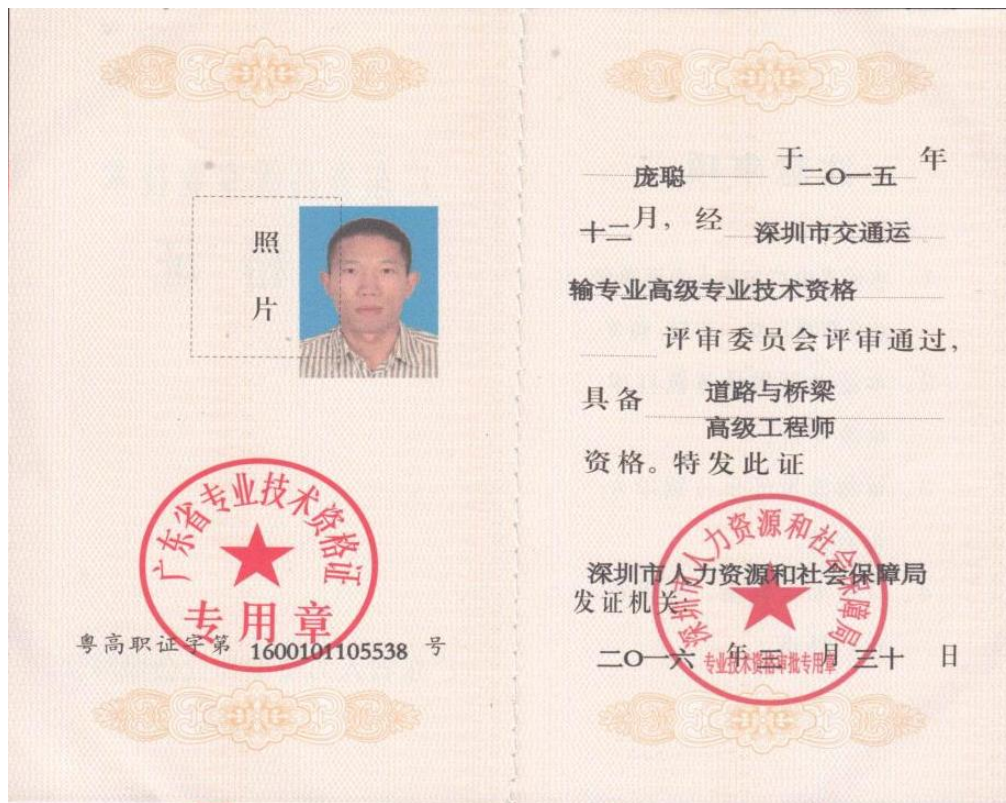 照
片
广东省专业技术资格证
专用章
粤高职证字第 1600101105538 号
庞聪 于 二〇一五 年
十二月，经 深圳市交通运
输专业高级专业技术资格
评审委员会评审通过，
具备 道路与桥梁
高级工程师
资格。特发此证
深圳市人力资源和社会保障局
深圳市人力资源和社会保障局
发证机关：
二〇一六 年 三 月 三十 日
专业技术资格审批专用章